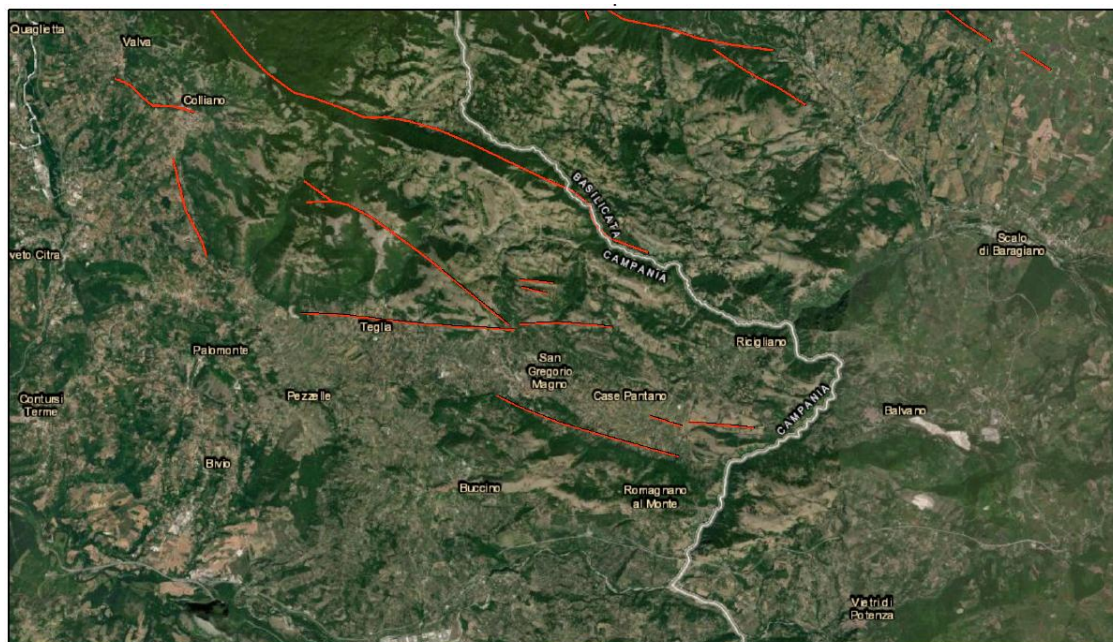 Quaglietta
Valva
Colliano
BASILICATA
CAMPANIA
Scalo
di Baragiano
veto Citra
Teglia
Ricigliano
Palomonte
San
Gregorio
Magno
Pezzelle
Case Pantano
Contursi
Terme
CAMPANIA
Balvano
Bivio
Buccino
Romagnano
al Monte
Vietri di
Potenza